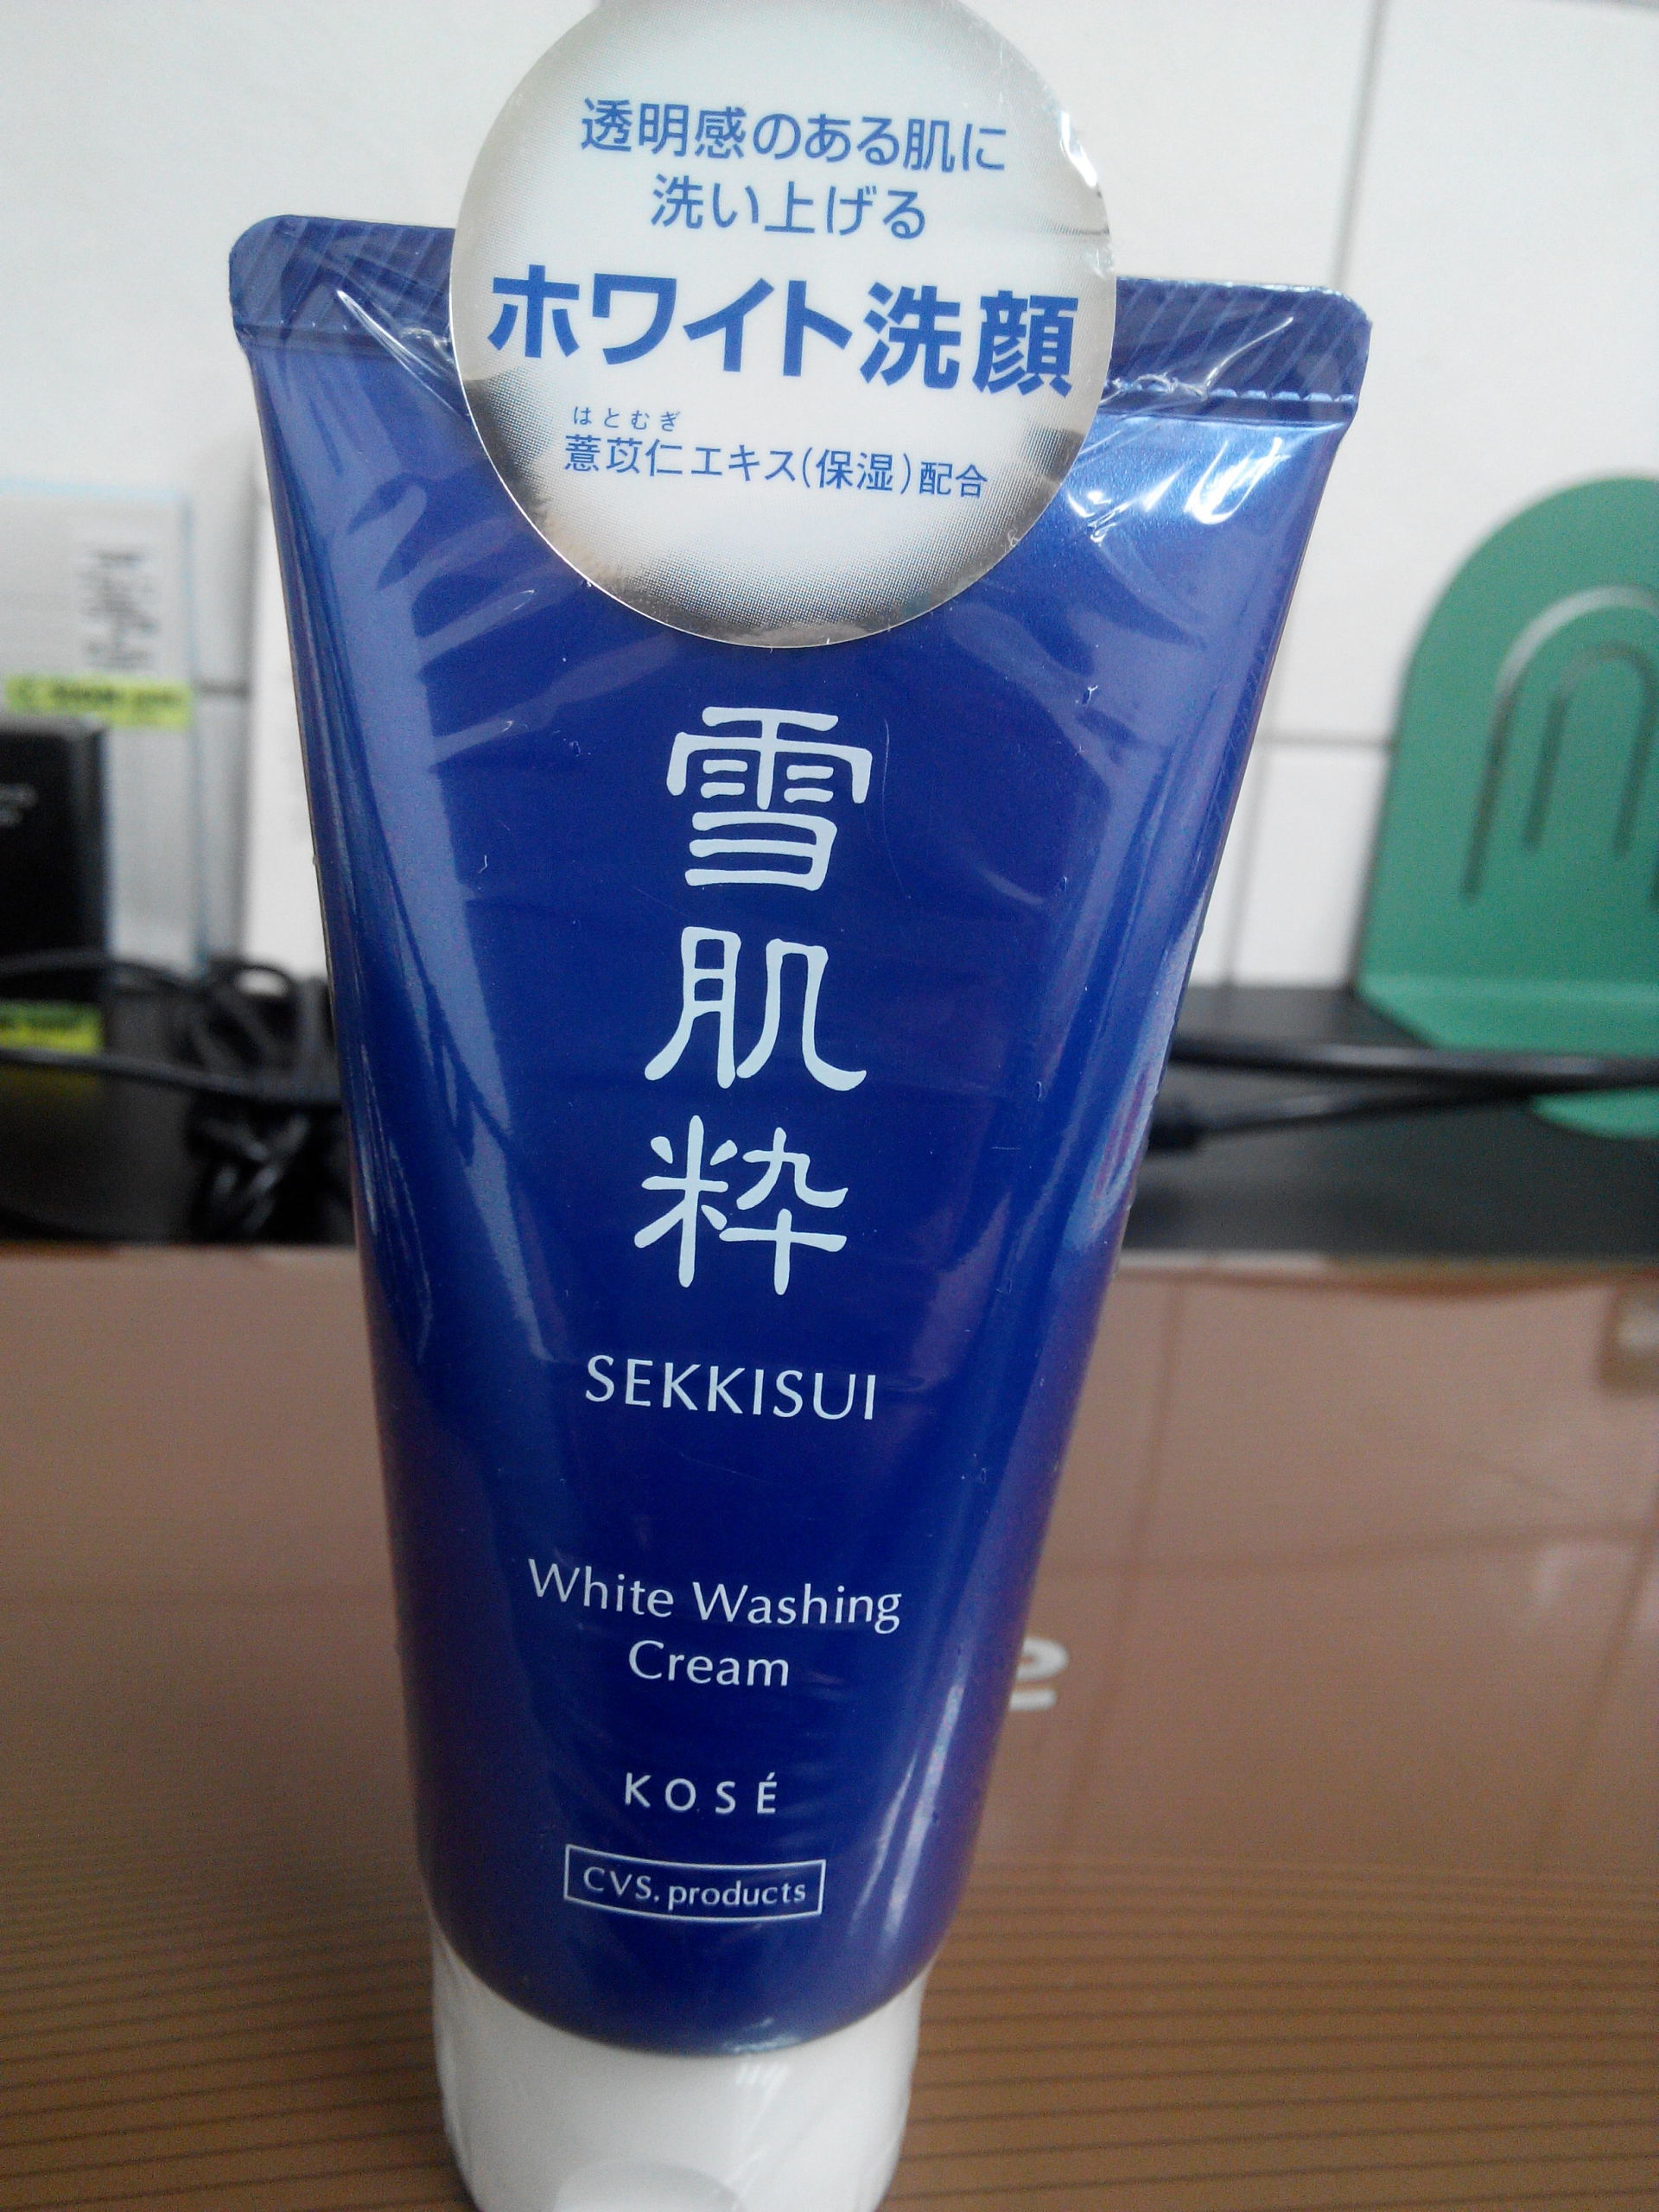 透明感のある肌に
洗い上げる
ホワイト洗顔
はとむぎ
薏苡仁エキス(保湿)配合
雪
肌
粋
SEKKISUI
White Washing
Cream
KOSÉ
CVS.products